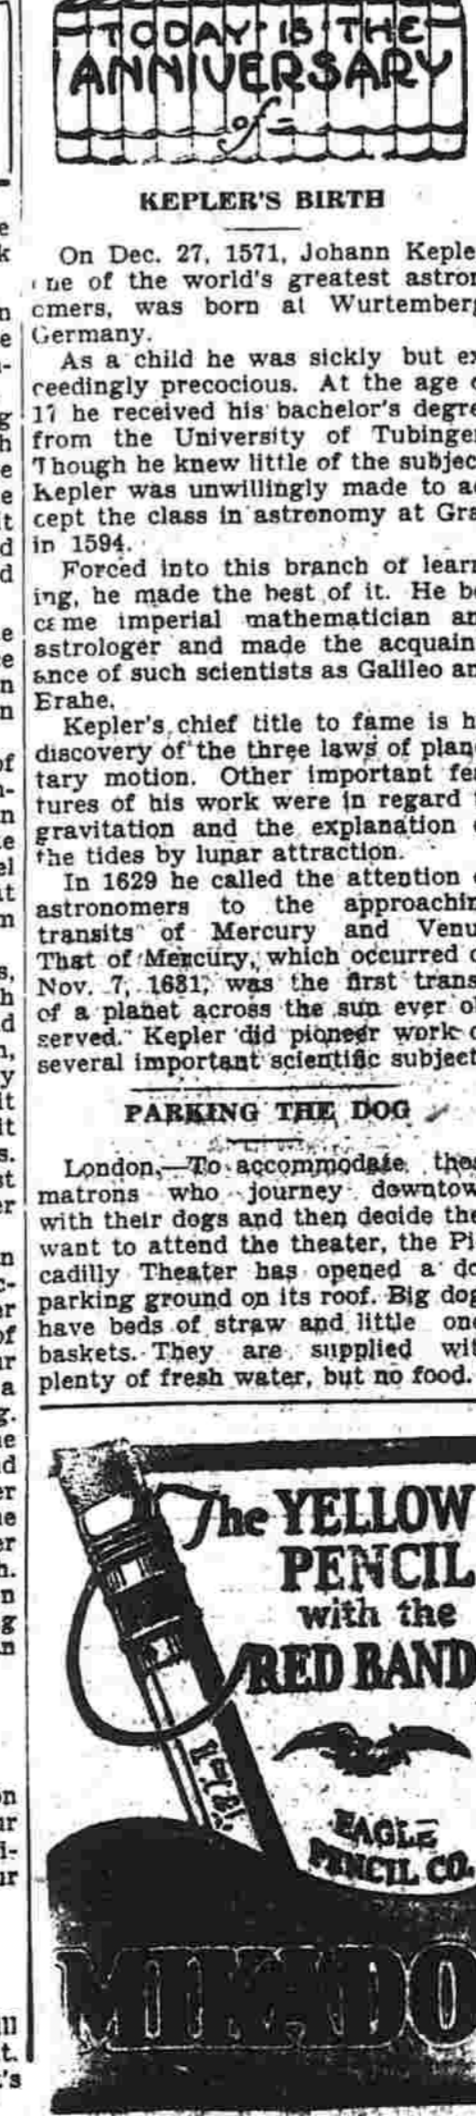 TODAY IS THE
ANNIVERSARY
of
KEPLER'S BIRTH
On Dec. 27, 1571, Johann Keple
ne of the world's greatest astron
omers, was born at Wurtemberg
Germany.
As a child he was sickly but ex
ceedingly precocious. At the age
17 he received his bachelor's degre
from the University of Tubingen
Though he knew little of the subjec
Kepler was unwillingly made to ac
cept the class in astronomy at Gra
in 1594.
Forced into this branch of learn
ing, he made the best of it. He be
came imperial mathematician an
astrologer and made the acquain
ance of such scientists as Galileo an
Erahe.
Kepler's chief title to fame is h
discovery of the three laws of plane
tary motion. Other important fea
tures of his work were in regard
gravitation and the explanation
the tides by lunar attraction.
In 1629 he called the attention
astronomers to the approachin
transits of Mercury and Venu
That of Mercury, which occurred o
Nov. 7, 1631, was the first trans
of a planet across the sun ever ob
served. Kepler did pioneer work o
several important scientific subject
PARKING THE DOG
London,—To accommodate thos
matrons who journey downtow
with their dogs and then decide the
want to attend the theater, the Pi
cadilly Theater has opened a do
parking ground on its roof. Big dog
have beds of straw and little one
baskets. They are supplied wit
plenty of fresh water, but no food.
The YELLOW
PENCIL
with the
RED BAND
EAGLE
PENCIL CO.
MIKADO